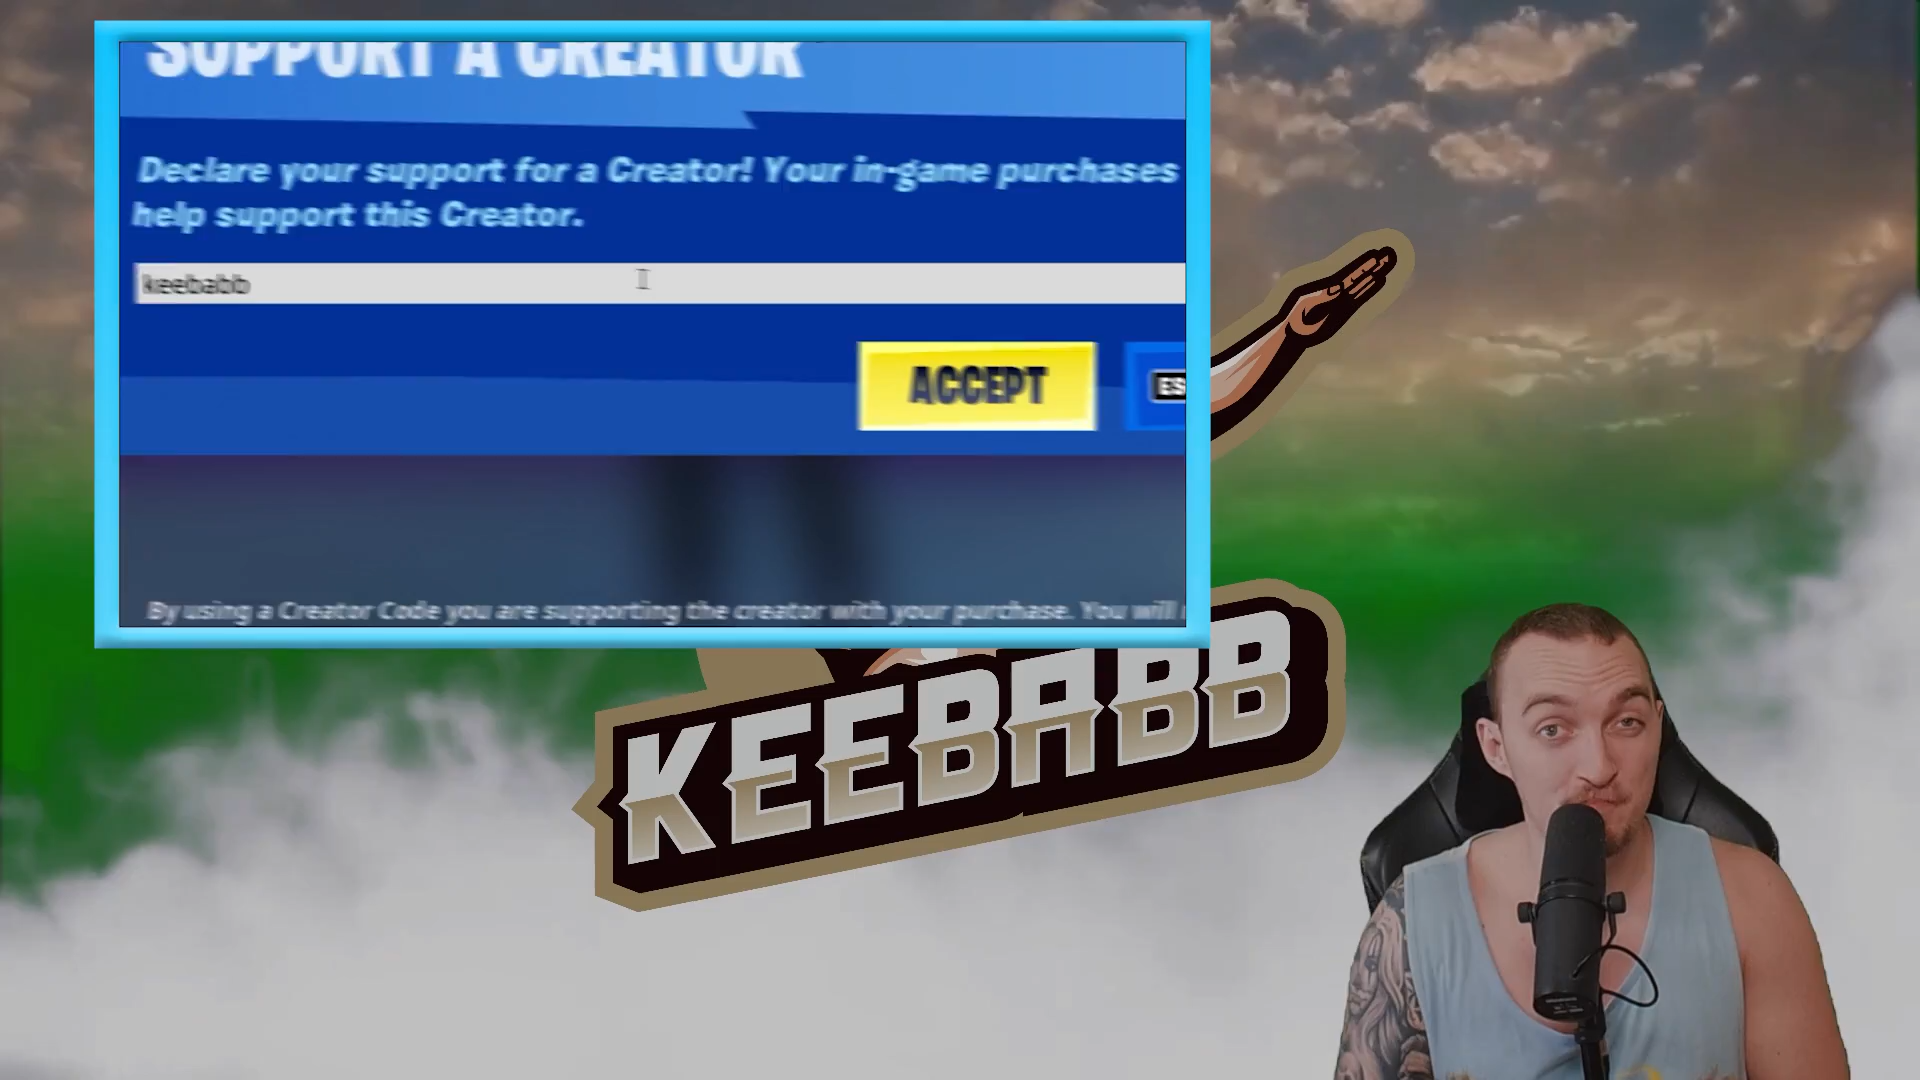 SUPPORT A CREATOR
Declare your support for a Creator! Your in-game purchases
help support this Creator.
keebabb
ACCEPT
ES
By using a Creator Code you are supporting the creator with your purchase. You will
KEEBABB